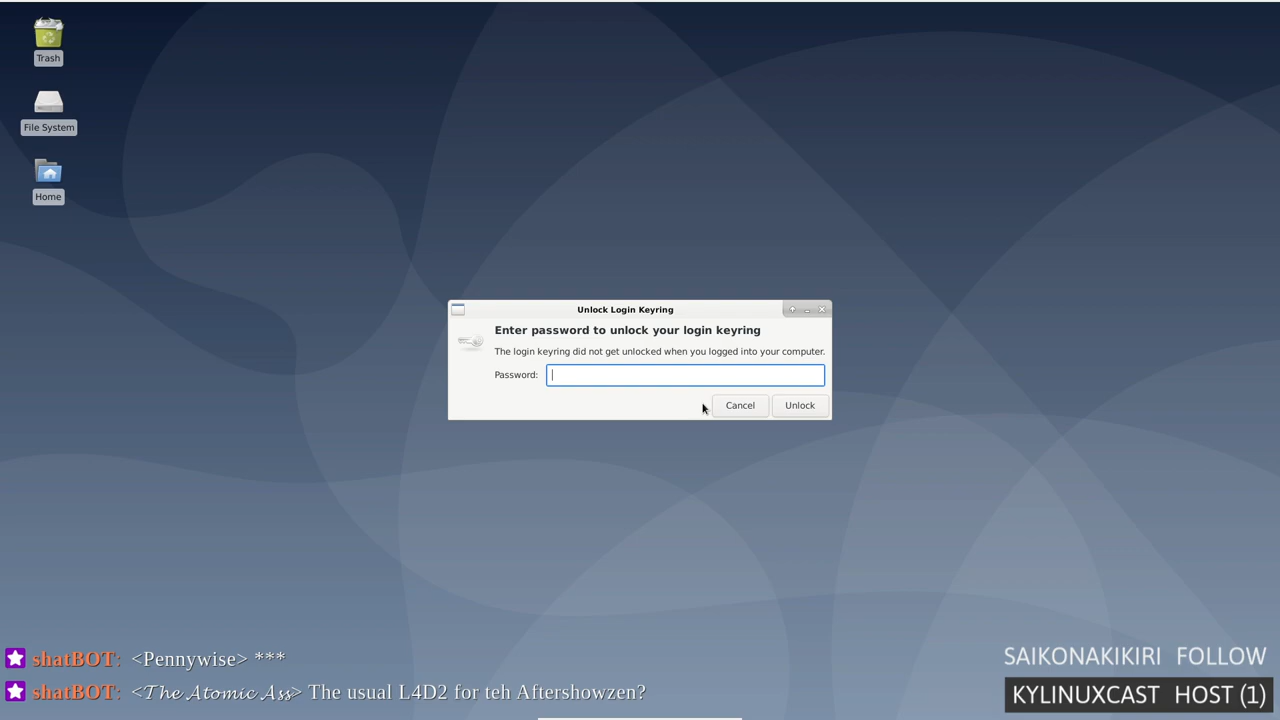 Trash
File System
Home
Unlock Login Keyring
Enter password to unlock your login keyring
The login keyring did not get unlocked when you logged into your computer.
Password:
Cancel Unlock
shatBOT: <Pennywise> ***
shatBOT: <𝓣𝓱𝓮 𝓐𝓽𝓸𝓶𝓲𝓬 𝓐𝓼𝓼> The usual L4D2 for teh Aftershowzen?
SAIKONAKIKIRI FOLLOW
KYLINUXCAST HOST (1)